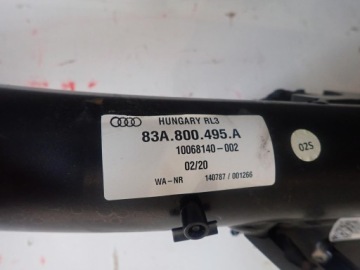 HUNGARY RL3
83A.800.495.A
10068140-002
02/20
WA-NR 140787 / 001266
025